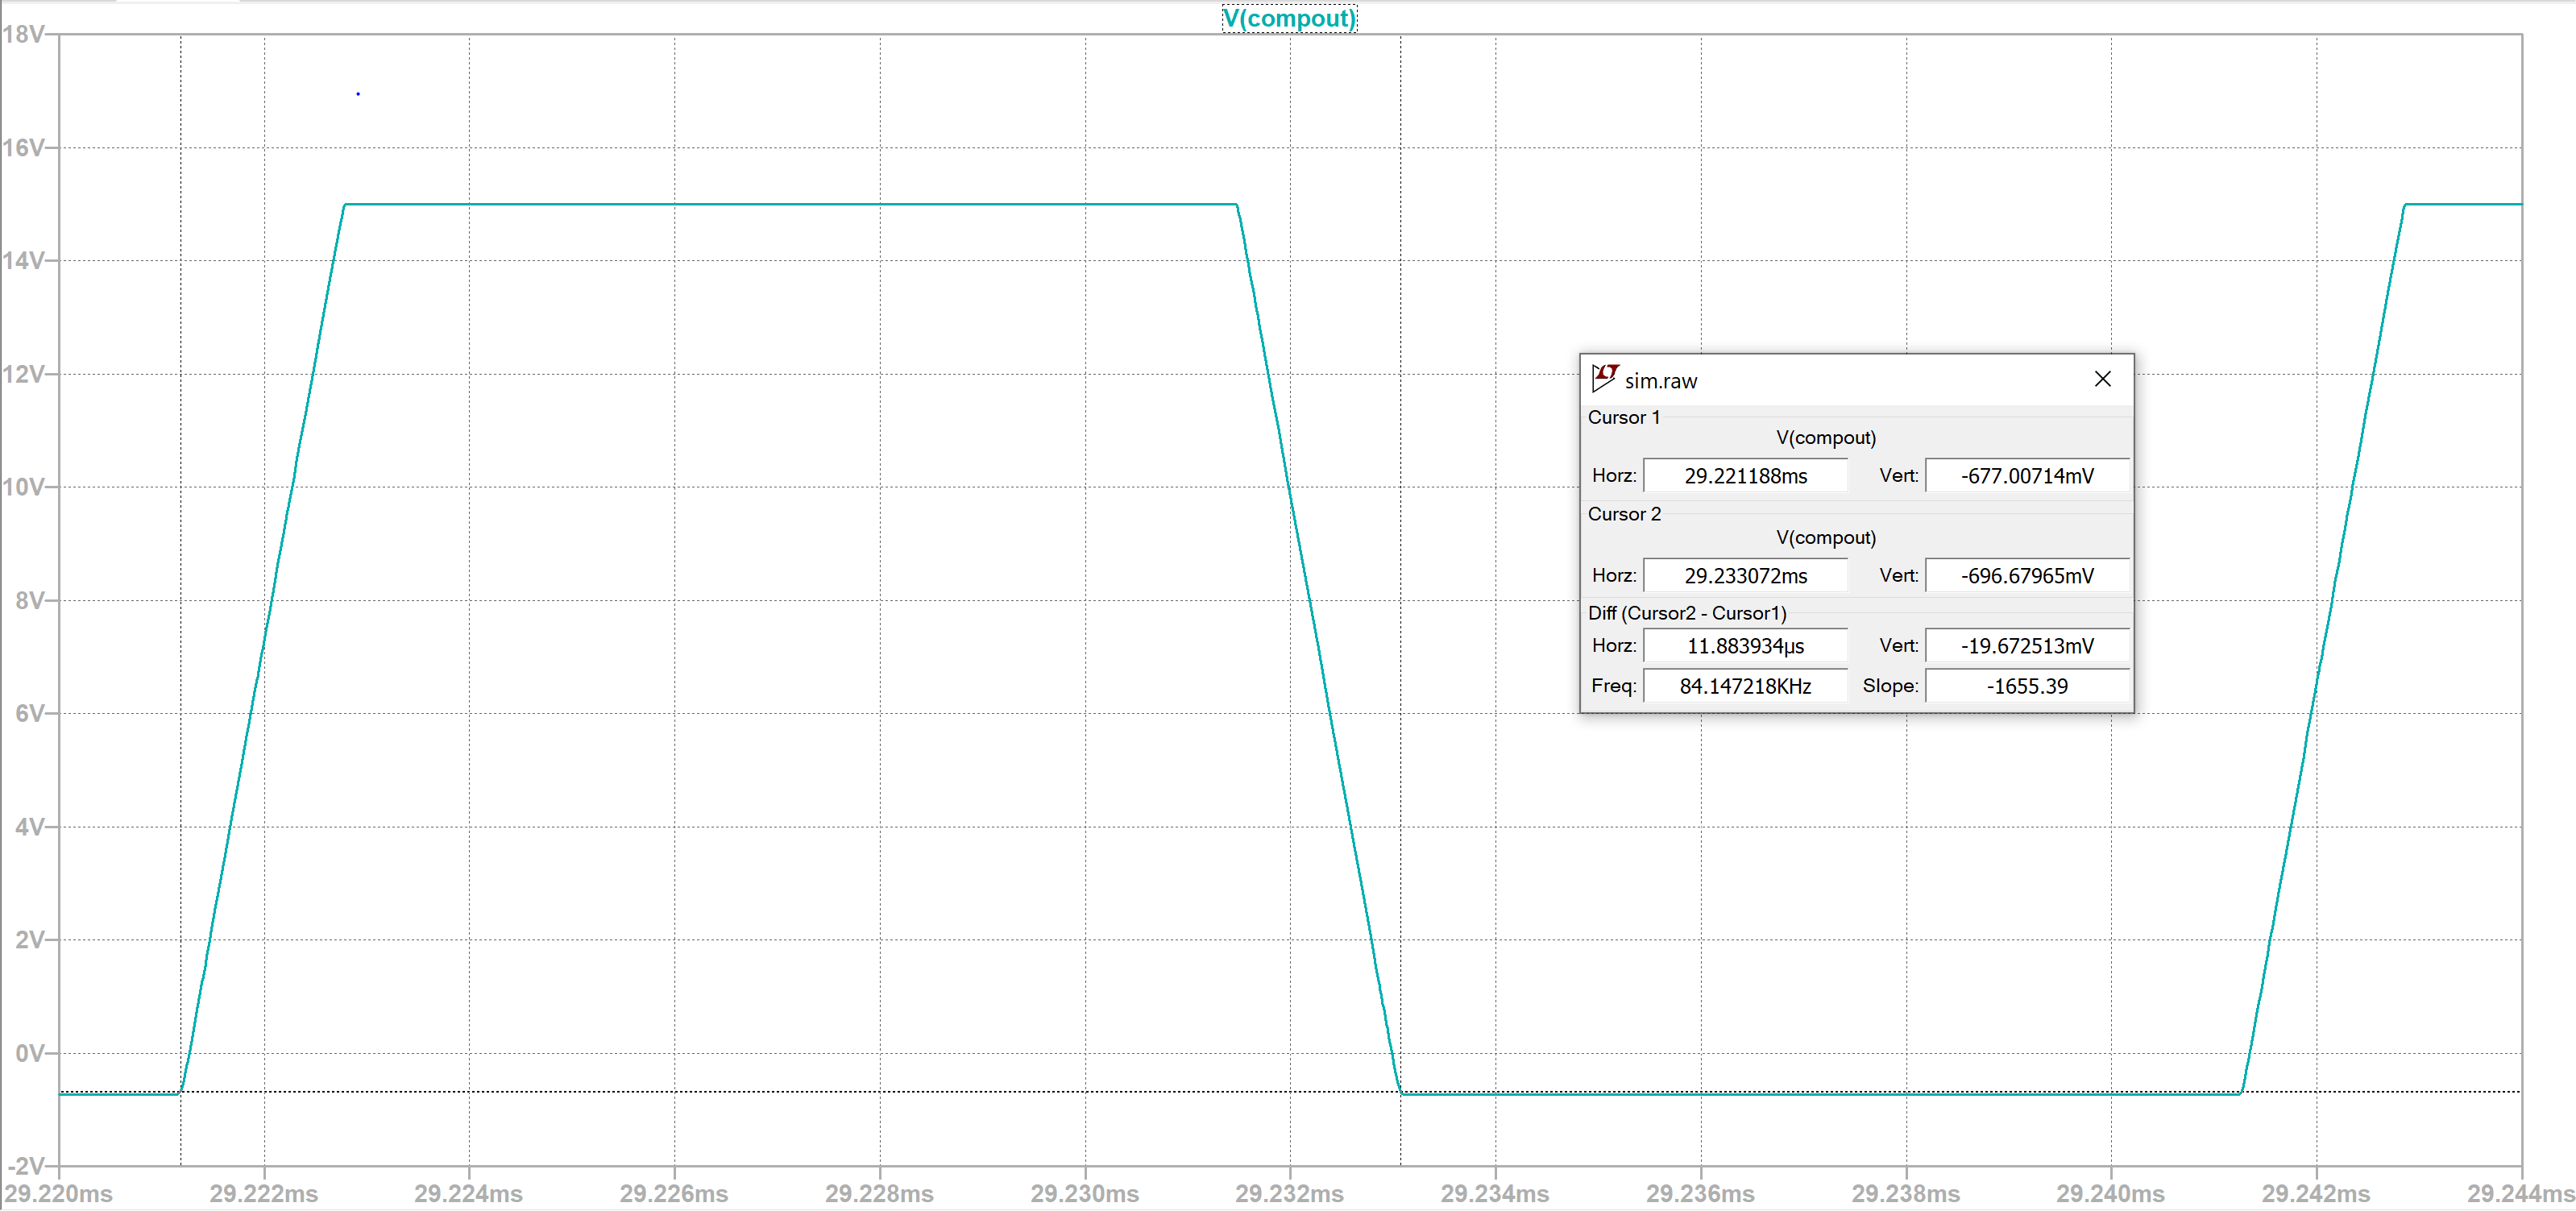 V(compout)
18V
16V
14V
12V
10V
8V
6V
4V
2V
0V
-2V
29.220ms 29.222ms 29.224ms 29.226ms 29.228ms 29.230ms 29.232ms 29.234ms 29.236ms 29.238ms 29.240ms 29.242ms 29.244ms
sim.raw
Cursor 1
V(compout)
Horz: 29.221188ms Vert: -677.00714mV
Cursor 2
V(compout)
Horz: 29.233072ms Vert: -696.67965mV
Diff (Cursor2 - Cursor1)
Horz: 11.883934µs Vert: -19.672513mV
Freq: 84.147218KHz Slope: -1655.39